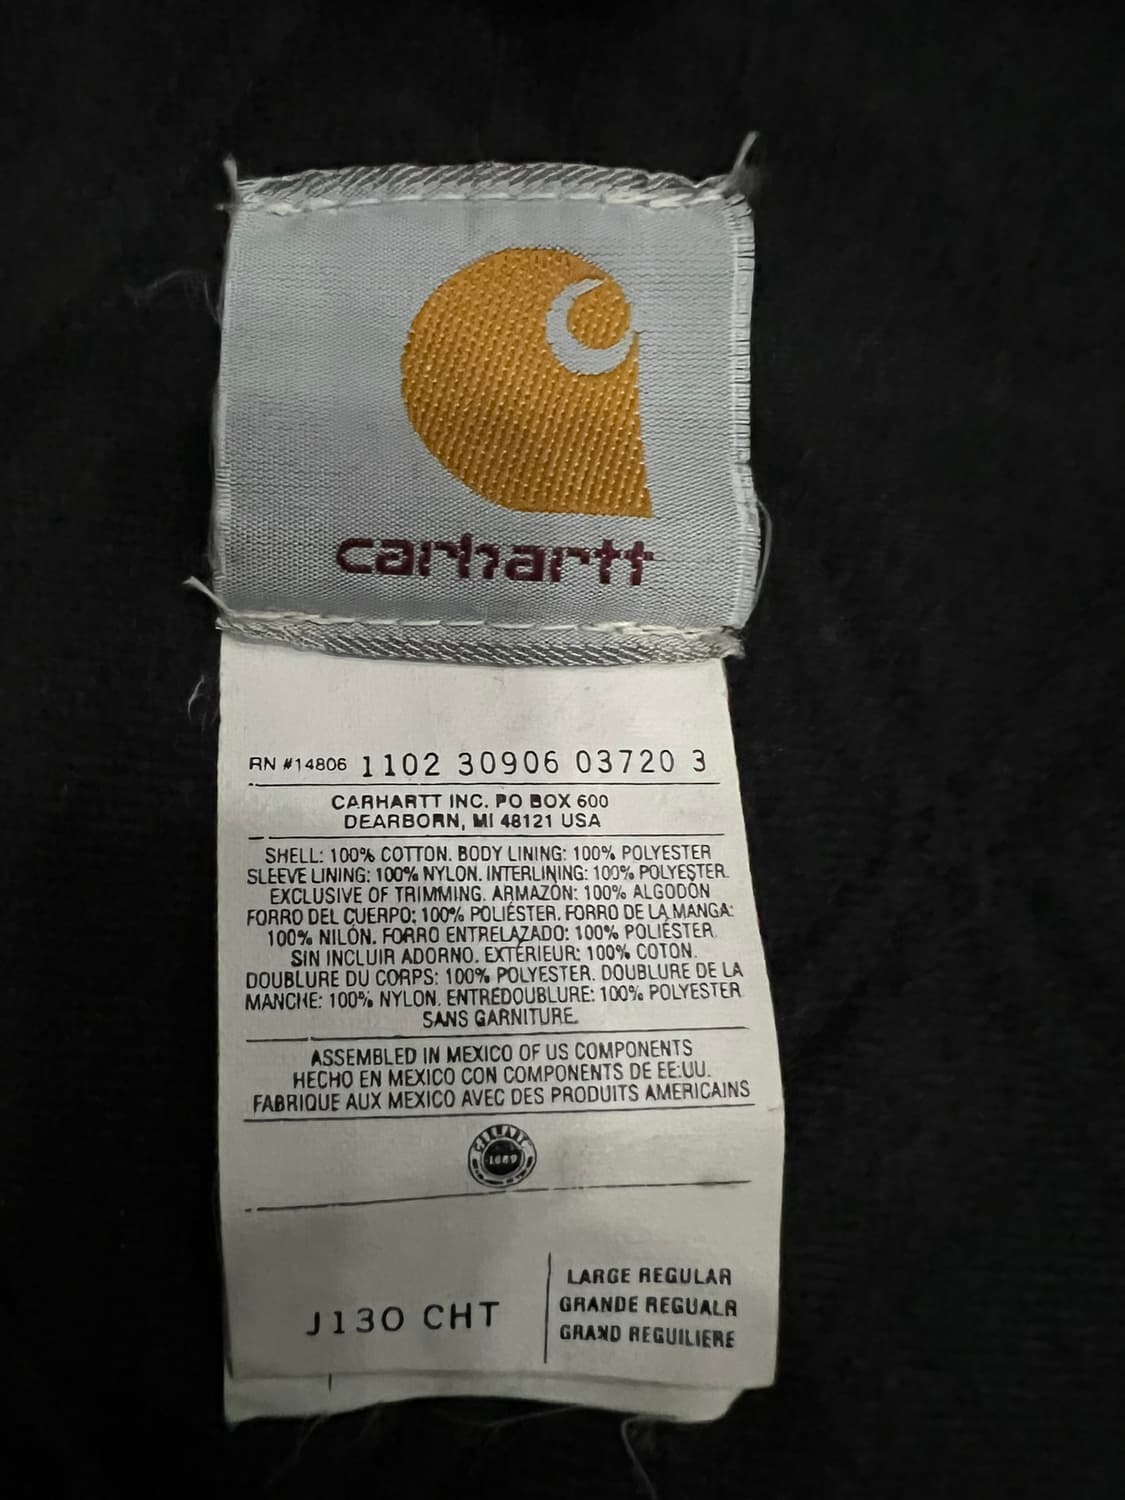 carhartt
RN #14806 1102 30906 03720 3
CARHARTT INC. PO BOX 600
DEARBORN, MI 48121 USA
SHELL: 100% COTTON. BODY LINING: 100% POLYESTER
SLEEVE LINING: 100% NYLON. INTERLINING: 100% POLYESTER.
EXCLUSIVE OF TRIMMING. ARMAZÓN: 100% ALGODÓN
FORRO DEL CUERPO: 100% POLIÉSTER. FORRO DE LA MANGA:
100% NILÓN. FORRO ENTRELAZADO: 100% POLIÉSTER.
SIN INCLUIR ADORNO. EXTÉRIEUR: 100% COTON.
DOUBLURE DU CORPS: 100% POLYESTER. DOUBLURE DE LA
MANCHE: 100% NYLON. ENTREDOUBLURE: 100% POLYESTER
SANS GARNITURE.
ASSEMBLED IN MEXICO OF US COMPONENTS
HECHO EN MEXICO CON COMPONENTS DE EE:UU.
FABRIQUE AUX MEXICO AVEC DES PRODUITS AMERICAINS
1889
J130 CHT
LARGE REGULAR
GRANDE REGUALR
GRAND REGUILIERE